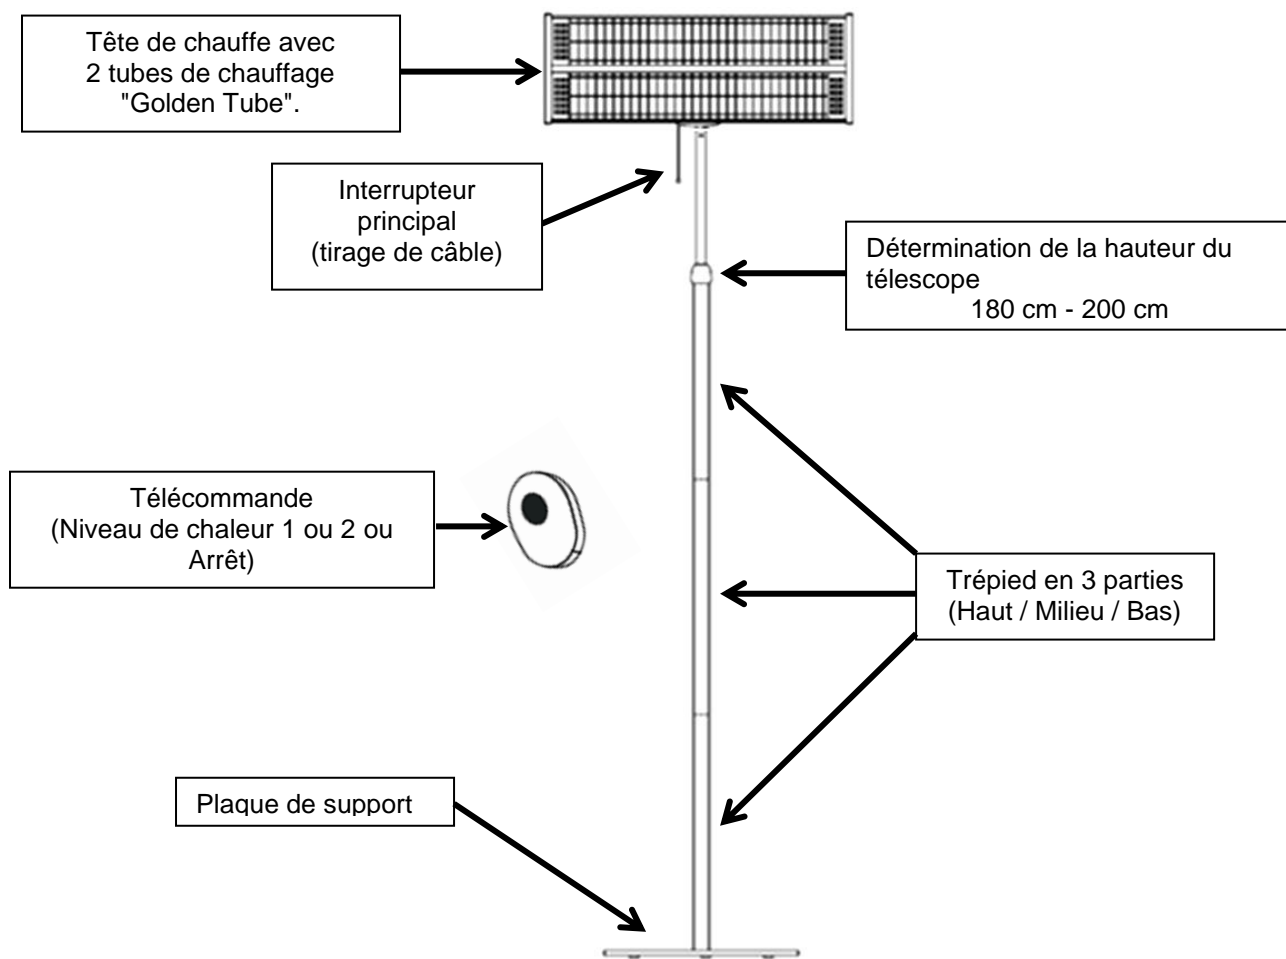 Tête de chauffe avec
2 tubes de chauffage
"Golden Tube".
Interrupteur
principal
(tirage de câble)
Détermination de la hauteur du
télescope
180 cm - 200 cm
Télécommande
(Niveau de chaleur 1 ou 2 ou
Arrêt)
Trépied en 3 parties
(Haut / Milieu / Bas)
Plaque de support